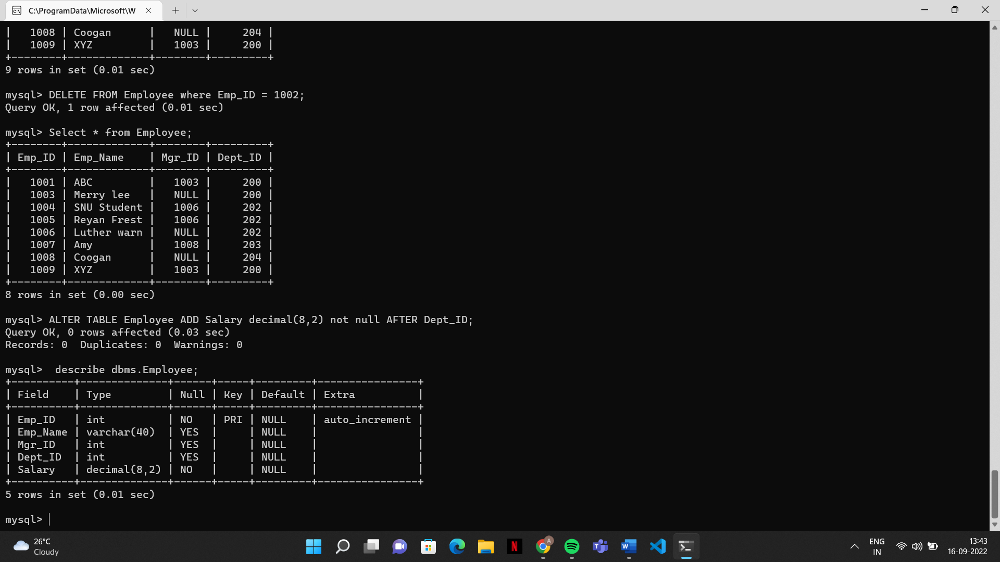 C:\ProgramData\Microsoft\W
|   1008 | Coogan      |   NULL |     204 |
|   1009 | XYZ         |   1003 |     200 |
+--------+-------------+--------+---------+
9 rows in set (0.01 sec)
mysql> DELETE FROM Employee where Emp_ID = 1002;
Query OK, 1 row affected (0.01 sec)
mysql> Select * from Employee;
+--------+-------------+--------+---------+
| Emp_ID | Emp_Name    | Mgr_ID | Dept_ID |
+--------+-------------+--------+---------+
|   1001 | ABC         |   1003 |     200 |
|   1003 | Merry lee   |   NULL |     200 |
|   1004 | SNU Student |   1006 |     202 |
|   1005 | Reyan Frest |   1006 |     202 |
|   1006 | Luther warn |   NULL |     202 |
|   1007 | Amy         |   1008 |     203 |
|   1008 | Coogan      |   NULL |     204 |
|   1009 | XYZ         |   1003 |     200 |
+--------+-------------+--------+---------+
8 rows in set (0.00 sec)
mysql> ALTER TABLE Employee ADD Salary decimal(8,2) not null AFTER Dept_ID;
Query OK, 0 rows affected (0.03 sec)
Records: 0  Duplicates: 0  Warnings: 0
mysql>  describe dbms.Employee;
+----------+--------------+------+-----+---------+----------------+
| Field    | Type         | Null | Key | Default | Extra          |
+----------+--------------+------+-----+---------+----------------+
| Emp_ID   | int          | NO   | PRI | NULL    | auto_increment |
| Emp_Name | varchar(40)  | YES  |     | NULL    |                |
| Mgr_ID   | int          | YES  |     | NULL    |                |
| Dept_ID  | int          | YES  |     | NULL    |                |
| Salary   | decimal(8,2) | NO   |     | NULL    |                |
+----------+--------------+------+-----+---------+----------------+
5 rows in set (0.01 sec)
mysql>
26°C
Cloudy
ENG
IN
13:43
16-09-2022